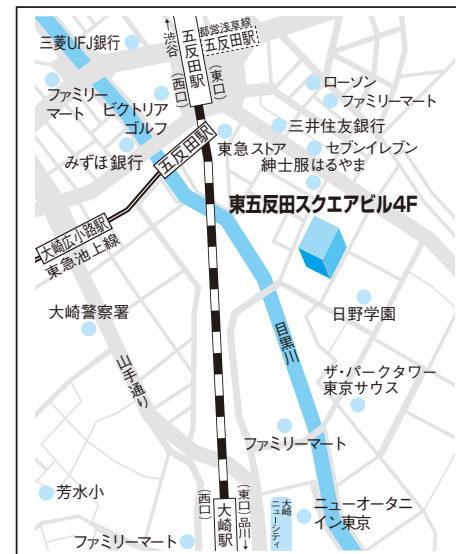 三菱UFJ銀行
←渋谷
五反田駅
都営浅草線
五反田駅
(西口)
(東口)
ファミリー
マート
ビクトリア
ゴルフ
みずほ銀行
五反田駅
東急ストア
ローソン
ファミリーマート
三井住友銀行
セブンイレブン
紳士服はるやま
東五反田スクエアビル4F
大崎広小路駅
東急池上線
大崎警察署
山手通り
目黒川
日野学園
ザ・パークタワー
東京サウス
ファミリーマート
芳水小
ファミリーマート
(西口)
大崎駅
(東口)
品川→
大崎
ニューシティ
ニューオータニ
イン東京